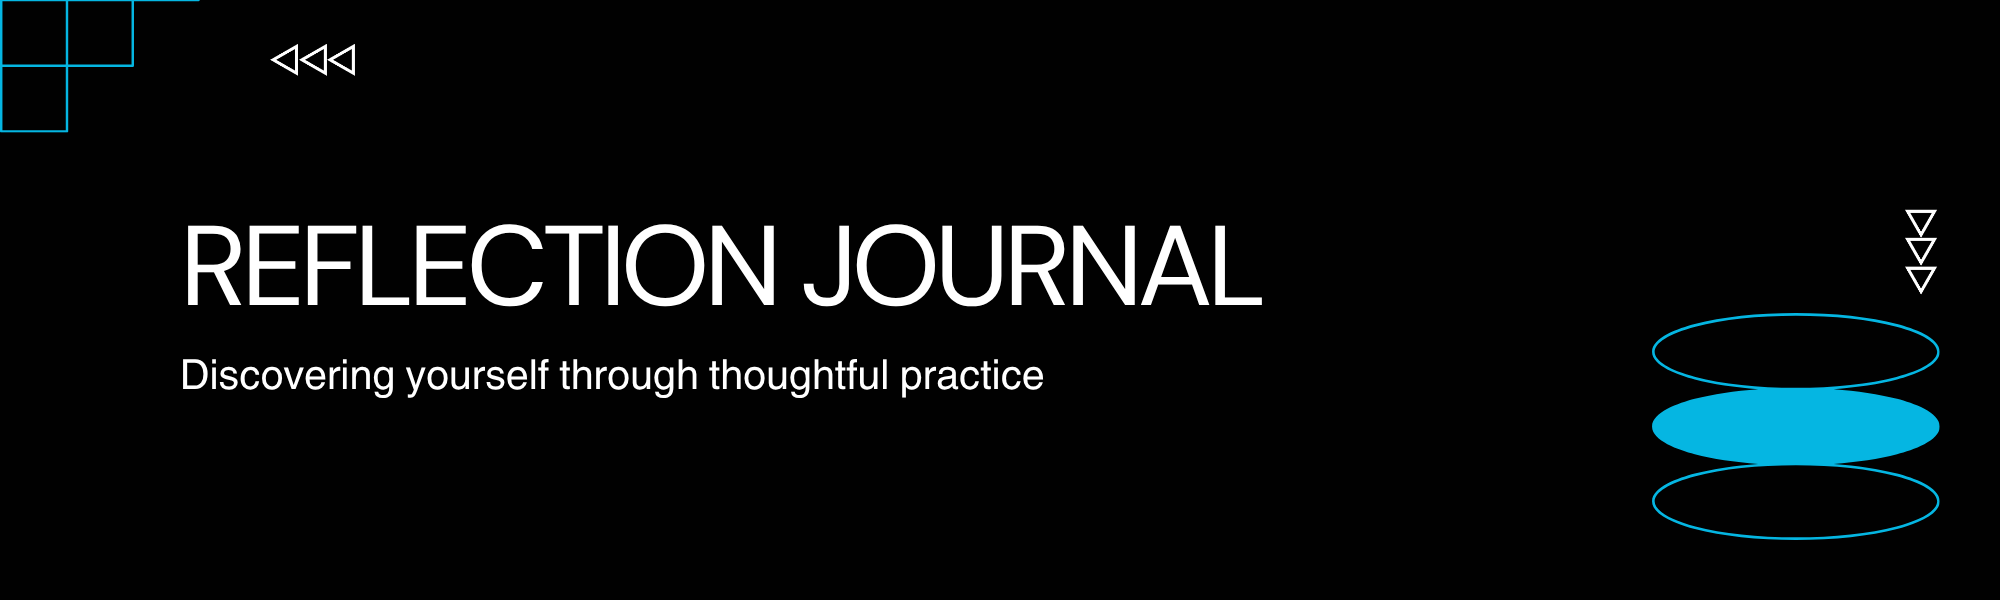 REFLECTION JOURNAL
Discovering yourself through thoughtful practice